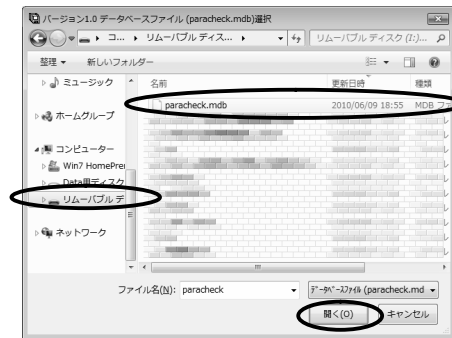 バージョン1.0 データベースファイル (paracheck.mdb)選択
コ... リムーバブル ディス... リムーバブル ディスク (I:)...
整理 新しいフォルダー
ミュージック
ホームグループ
コンピューター
Win7 HomePre
Data用ディスク
リムーバブル デ
ネットワーク
名前 更新日時 種類
paracheck.mdb 2010/06/09 18:55 MDB ファ
ファイル名(N): paracheck ﾃﾞｰﾀﾍﾞｰｽﾌｧｲﾙ (paracheck.md
開く(O) キャンセル